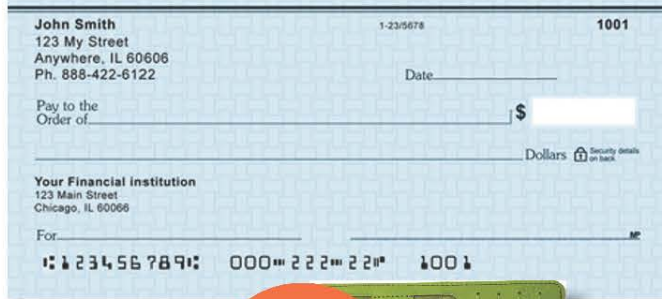 John Smith 1-23/5678 1001
123 My Street
Anywhere, IL 60606
Ph. 888-422-6122
Date
Pay to the
Order of $
Dollars Security details
on back
Your Financial institution
123 Main Street
Chicago, IL 60066
For MP
⑆123456789⑆ 000⑈222⑈22⑈ 1001